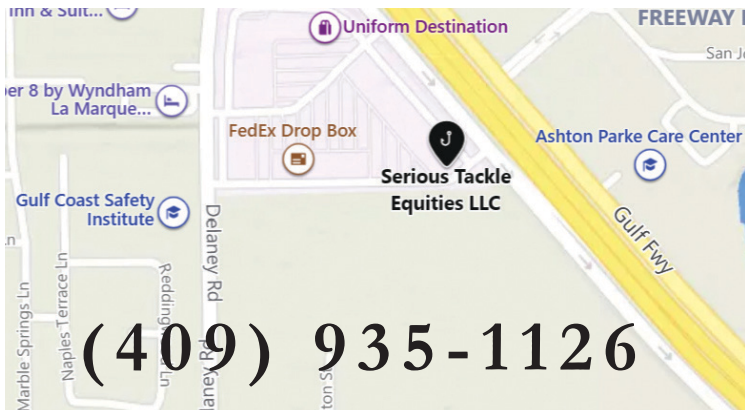 Inn & Suit...
Uniform Destination
FREEWAY
San J
er 8 by Wyndham
La Marque...
FedEx Drop Box
Ashton Parke Care Center
Serious Tackle
Equities LLC
Gulf Coast Safety
Institute
Delaney Rd
Gulf Fwy
Ln
Marble Springs Ln
Naples Terrace Ln
(409) 935-1126